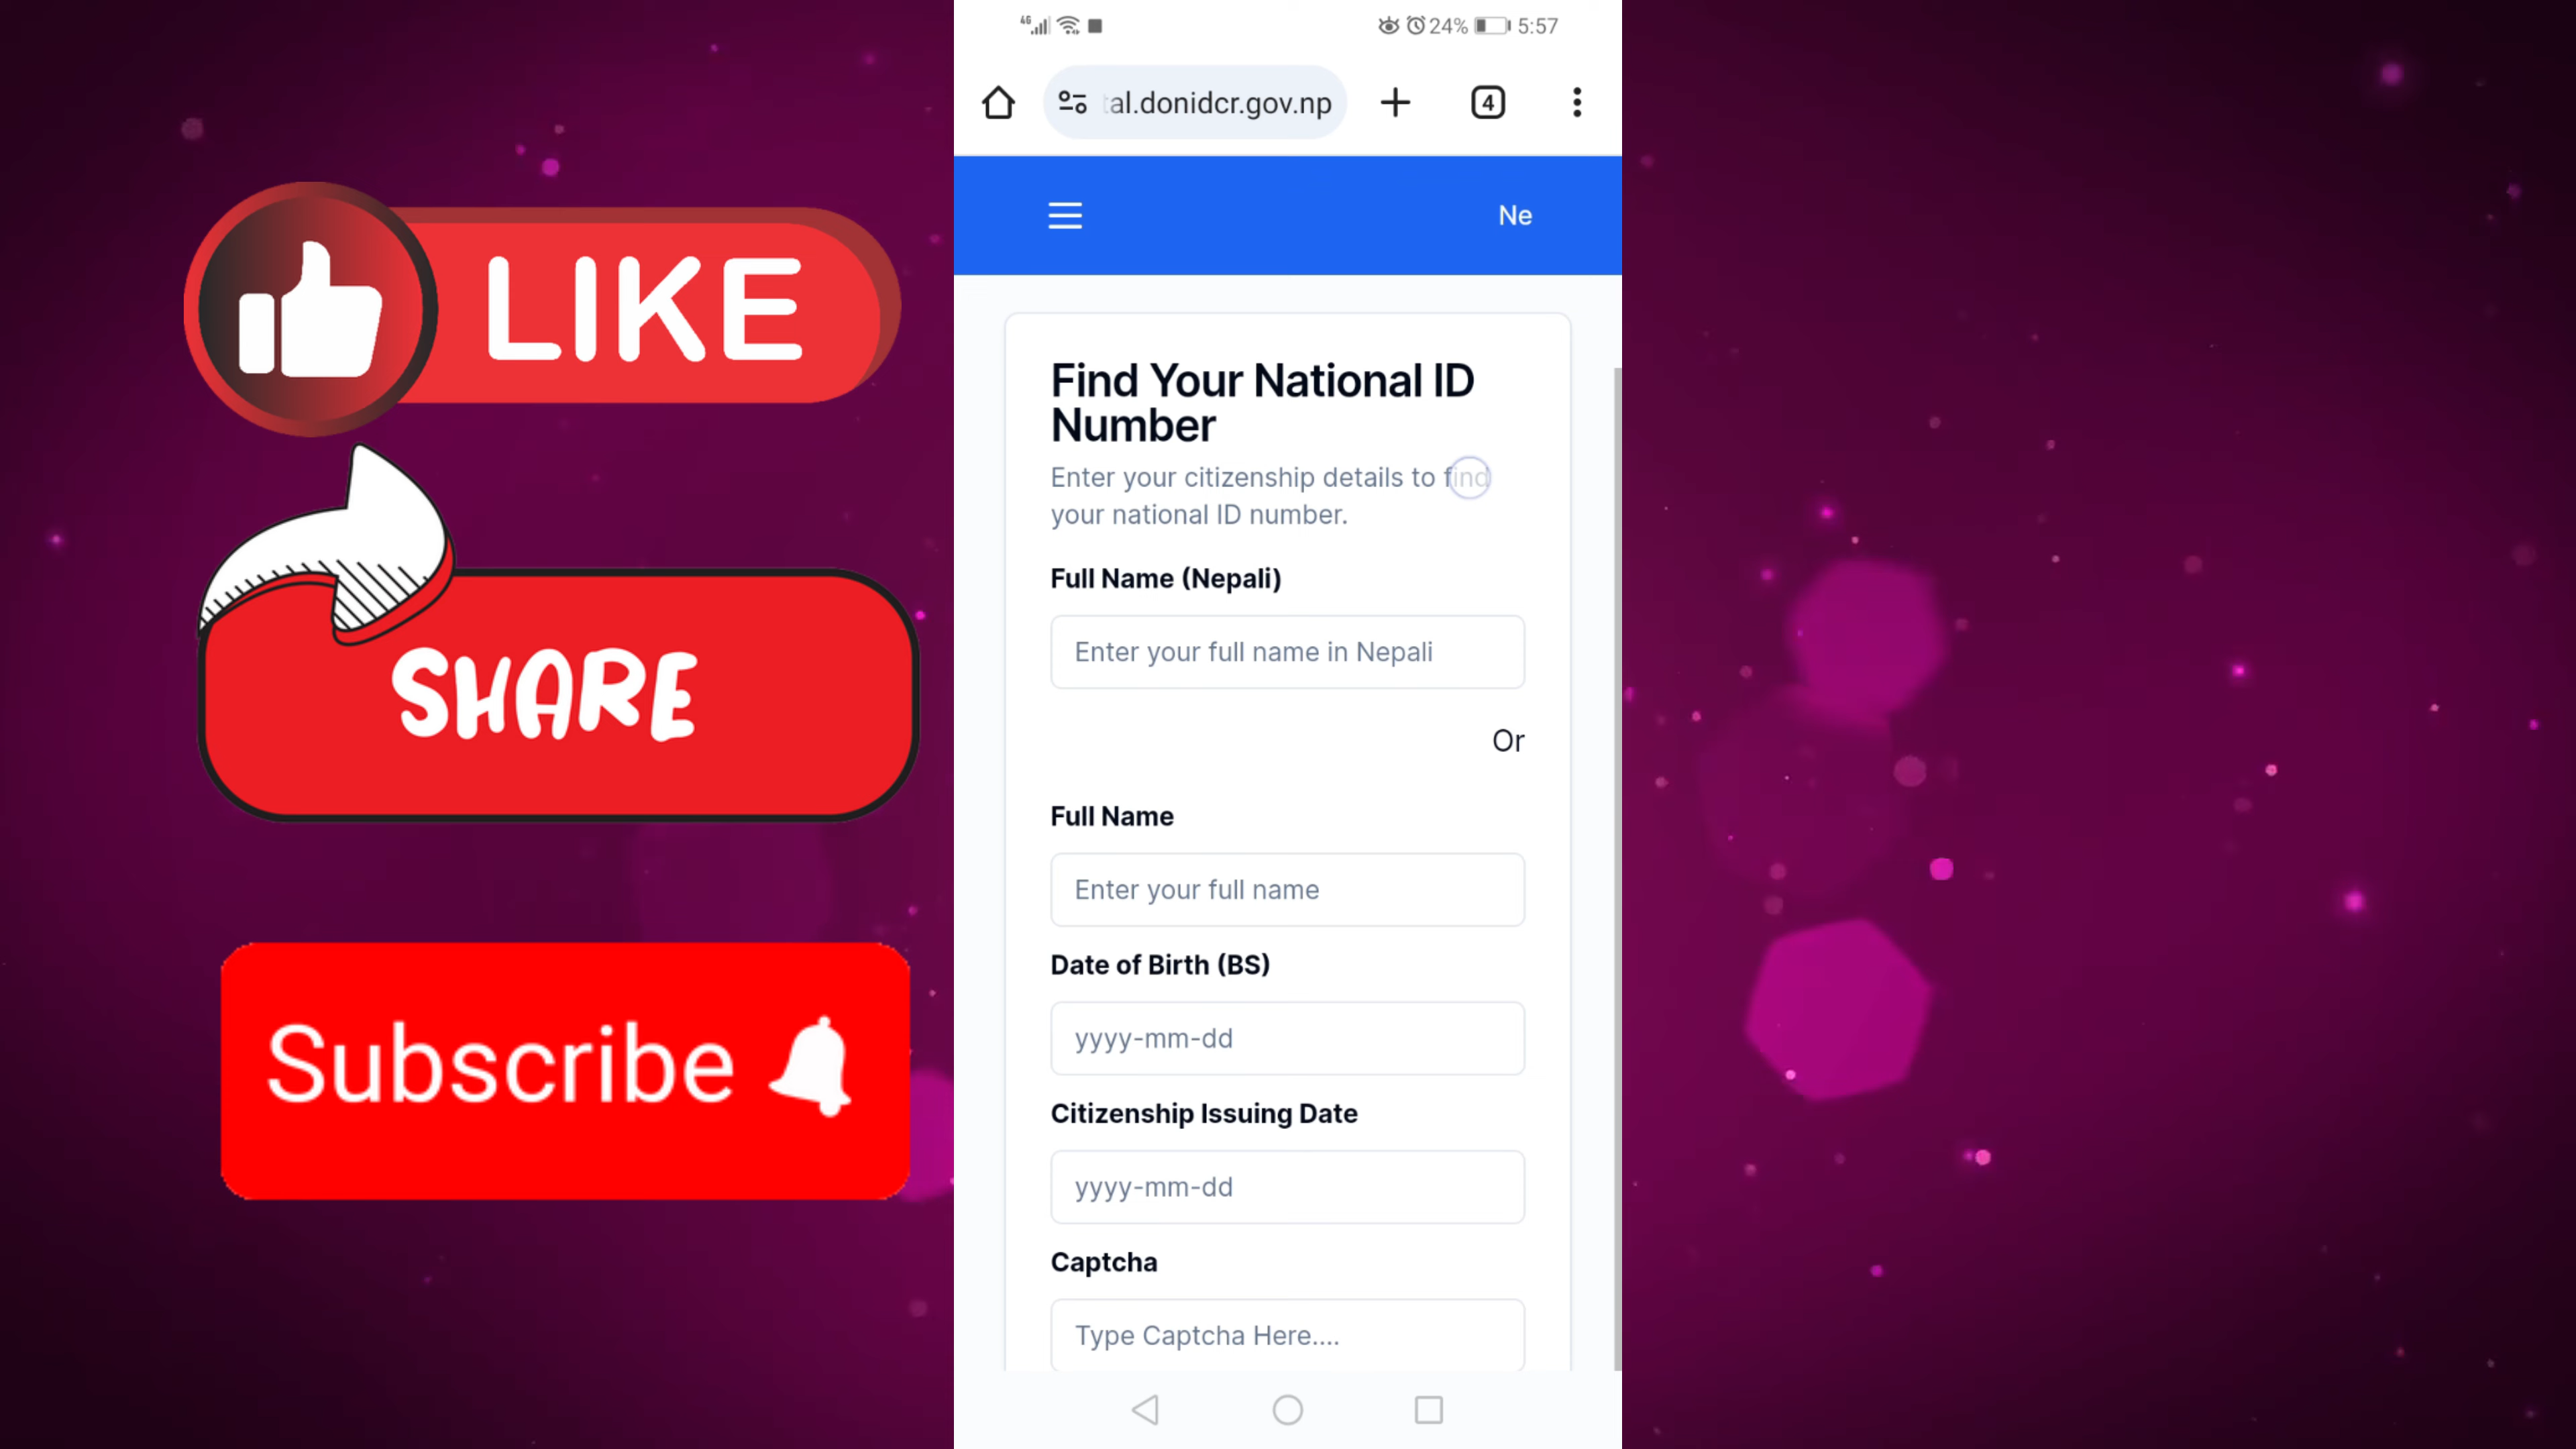 LIKE
SHARE
Subscribe
4G
24%
5:57
al.donidcr.gov.np
4
Ne
Find Your National ID
Number
Enter your citizenship details to find
your national ID number.
Full Name (Nepali)
Enter your full name in Nepali
Or
Full Name
Enter your full name
Date of Birth (BS)
yyyy-mm-dd
Citizenship Issuing Date
yyyy-mm-dd
Captcha
Type Captcha Here....